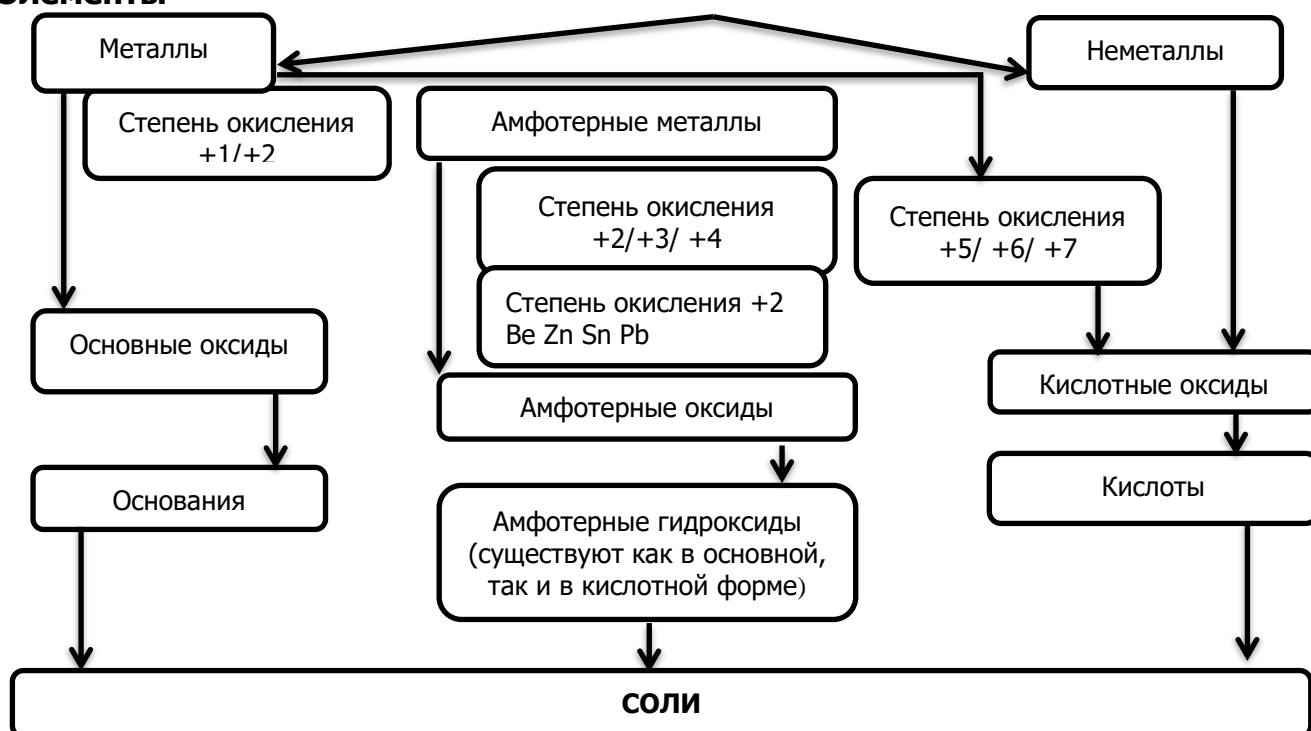 Элементы
Металлы
Неметаллы
Степень окисления
+1/+2
Амфотерные металлы
Степень окисления
+2/+3/ +4
Степень окисления
+5/ +6/ +7
Степень окисления +2
Be Zn Sn Pb
Основные оксиды
Амфотерные оксиды
Кислотные оксиды
Основания
Амфотерные гидроксиды
(существуют как в основной,
так и в кислотной форме)
Кислоты
СОЛИ